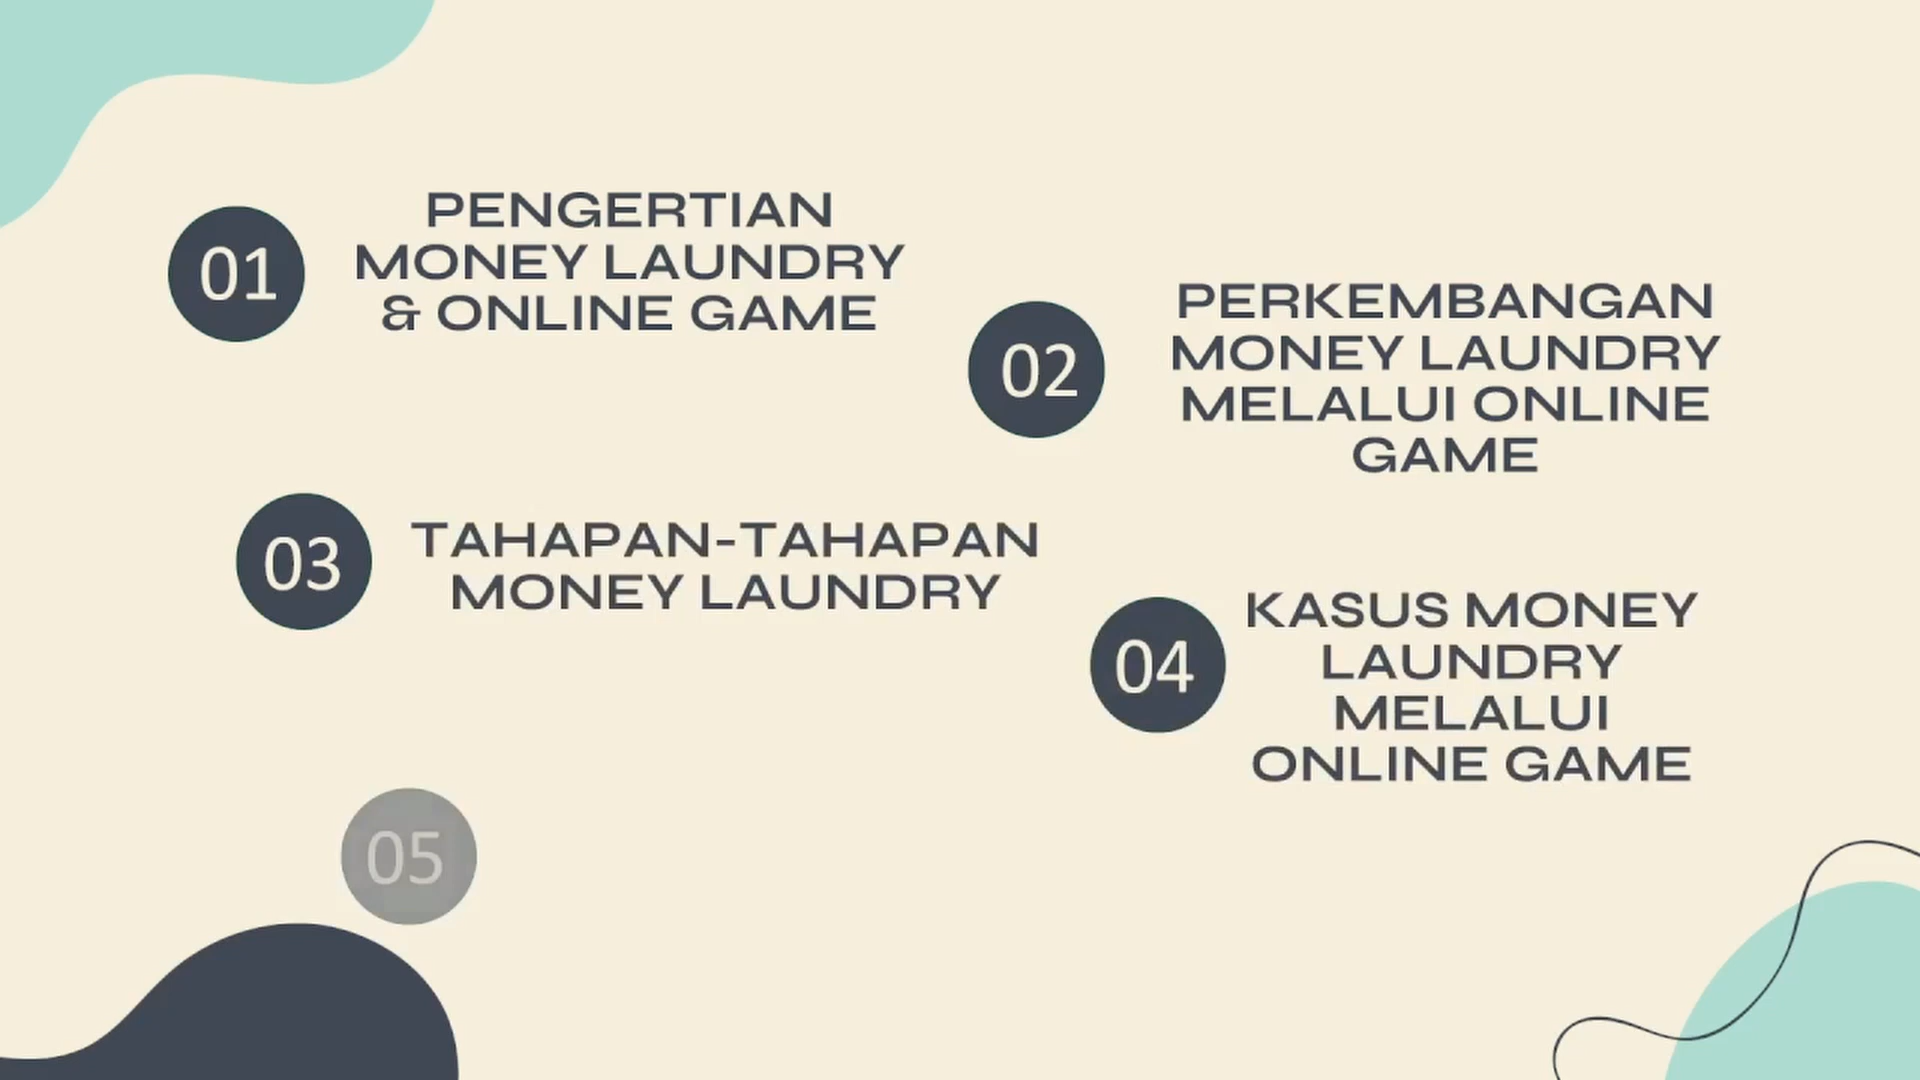 01
PENGERTIAN
MONEY LAUNDRY
& ONLINE GAME
02
PERKEMBANGAN
MONEY LAUNDRY
MELALUI ONLINE
GAME
03
TAHAPAN-TAHAPAN
MONEY LAUNDRY
04
KASUS MONEY
LAUNDRY
MELALUI
ONLINE GAME
05